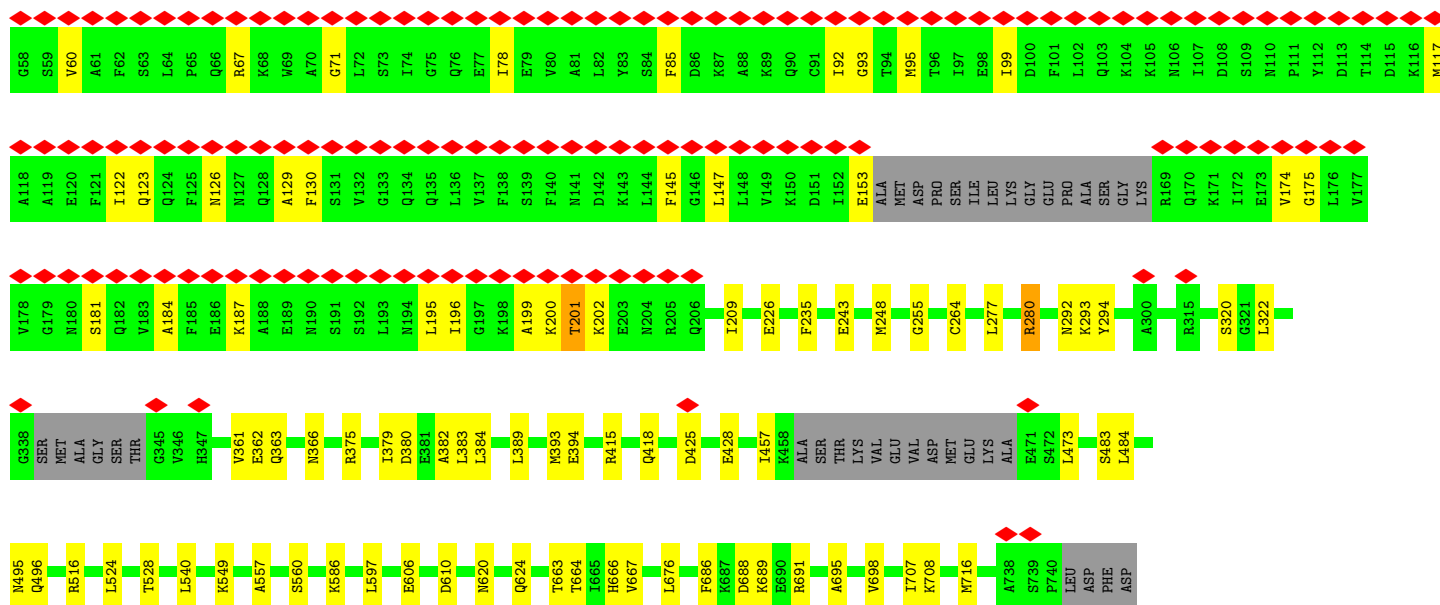 G58 S59 V60 A61 F62 S63 L64 P65 Q66 R67 K68 W69 A70 G71 L72 S73 I74 G75 Q76 E77 I78 E79 V80 A81 L82 Y83 S84 F85 D86 K87 A88 K89 Q90 C91 I92 G93 T94 M95 T96 I97 E98 I99 D100 F101 L102 Q103 K104 K105 N106 I107 D108 S109 N110 P111 Y112 D113 T114 D115 K116 M117
A118 A119 E120 F121 I122 Q123 Q124 F125 N126 N127 Q128 A129 F130 S131 V132 G133 Q134 Q135 L136 V137 F138 S139 F140 N141 D142 K143 L144 F145 G146 L147 L148 V149 K150 D151 I152 E153 ALA MET ASP PRO SER ILE LEU LYS GLY GLU PRO ALA SER GLY LYS R169 Q170 K171 I172 E173 V174 G175 L176 V177
V178 G179 N180 S181 Q182 V183 A184 F185 E186 K187 A188 E189 N190 S191 S192 L193 N194 L195 I196 G197 K198 A199 K200 T201 K202 E203 N204 R205 Q206 I209 E226 F235 E243 M248 G255 C264 L277 R280 N292 K293 Y294 A300 R315 S320 G321 L322
G338 SER MET ALA GLY SER THR G345 V346 H347 V361 E362 Q363 N366 R375 I379 D380 E381 A382 L383 L384 L389 M393 E394 R415 Q418 D425 E428 I457 K458 ALA SER THR LYS VAL GLU VAL ASP MET GLU LYS ALA E471 S472 L473 S483 L484
N495 Q496 R516 L524 T528 L540 K549 A557 S560 K586 L597 E606 D610 N620 Q624 T663 T664 I665 H666 V667 L676 F686 K687 D688 K689 E690 R691 A695 V698 I707 K708 M716 A738 S739 P740 LEU ASP PHE ASP